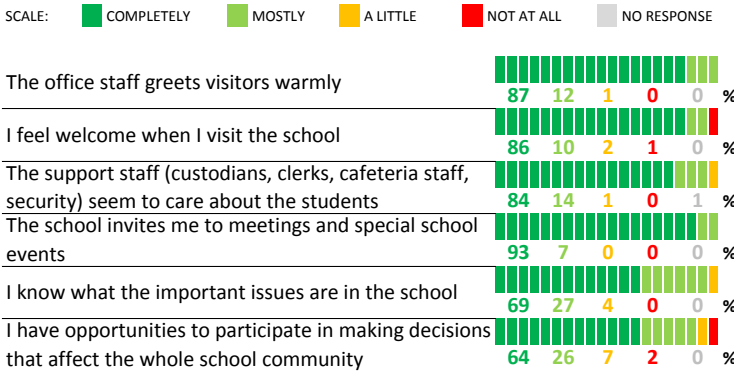 SCALE: COMPLETELY MOSTLY A LITTLE NOT AT ALL NO RESPONSE
The office staff greets visitors warmly
87 12 1 0 0 %
I feel welcome when I visit the school
86 10 2 1 0 %
The support staff (custodians, clerks, cafeteria staff,
security) seem to care about the students
84 14 1 0 1 %
The school invites me to meetings and special school
events
93 7 0 0 0 %
I know what the important issues are in the school
69 27 4 0 0 %
I have opportunities to participate in making decisions
that affect the whole school community
64 26 7 2 0 %